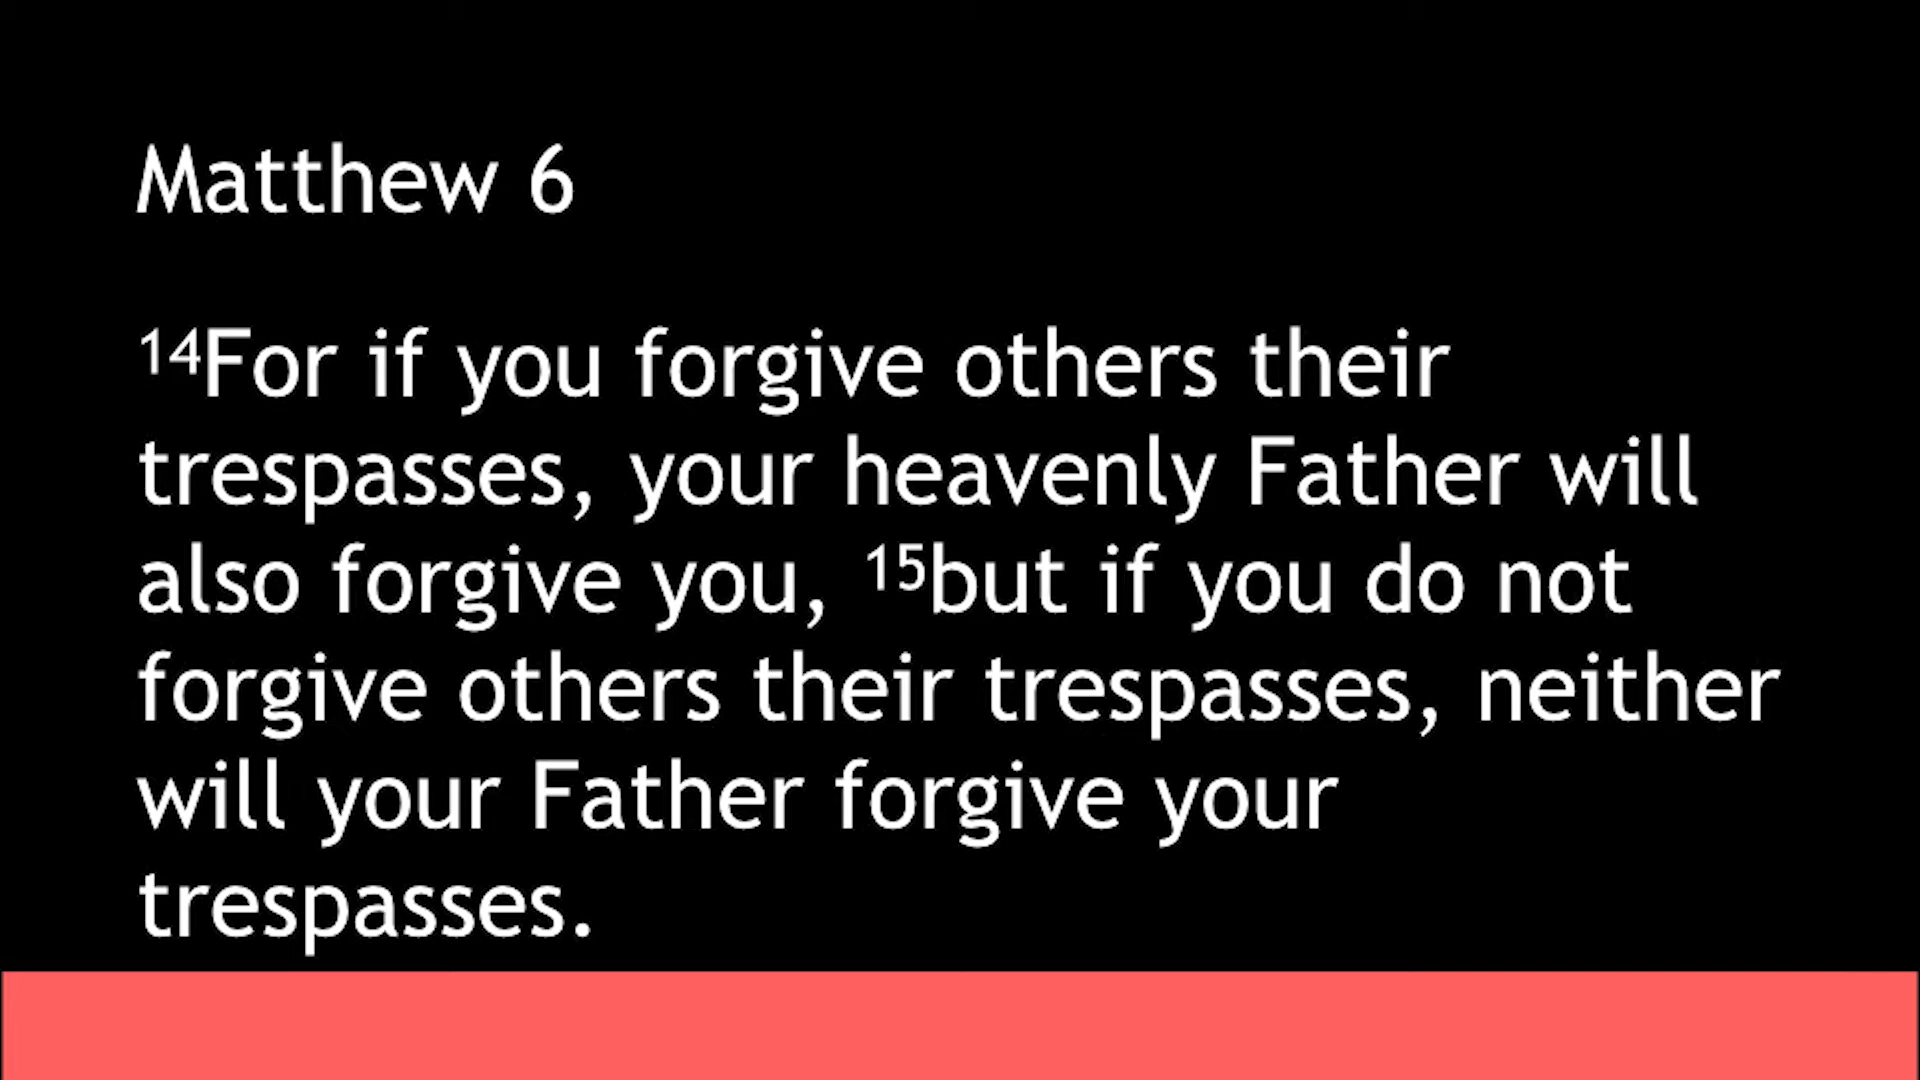 Matthew 6
¹⁴For if you forgive others their
trespasses, your heavenly Father will
also forgive you, ¹⁵but if you do not
forgive others their trespasses, neither
will your Father forgive your
trespasses.